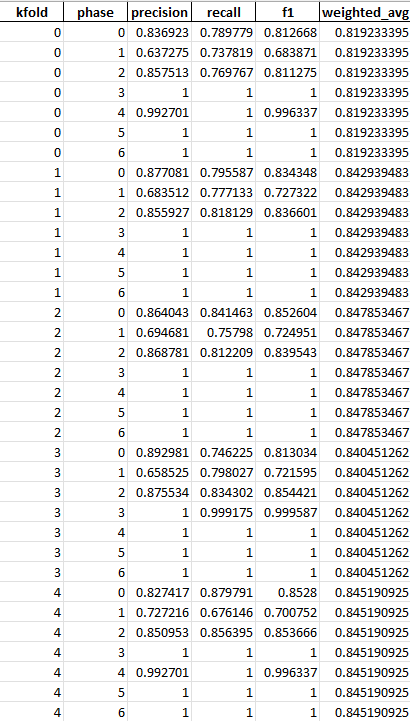 kfold phase precision recall f1 weighted_avg
0 0 0.836923 0.789779 0.812668 0.819233395
0 1 0.637275 0.737819 0.683871 0.819233395
0 2 0.857513 0.769767 0.811275 0.819233395
0 3 1 1 1 0.819233395
0 4 0.992701 1 0.996337 0.819233395
0 5 1 1 1 0.819233395
0 6 1 1 1 0.819233395
1 0 0.877081 0.795587 0.834348 0.842939483
1 1 0.683512 0.777133 0.727322 0.842939483
1 2 0.855927 0.818129 0.836601 0.842939483
1 3 1 1 1 0.842939483
1 4 1 1 1 0.842939483
1 5 1 1 1 0.842939483
1 6 1 1 1 0.842939483
2 0 0.864043 0.841463 0.852604 0.847853467
2 1 0.694681 0.75798 0.724951 0.847853467
2 2 0.868781 0.812209 0.839543 0.847853467
2 3 1 1 1 0.847853467
2 4 1 1 1 0.847853467
2 5 1 1 1 0.847853467
2 6 1 1 1 0.847853467
3 0 0.892981 0.746225 0.813034 0.840451262
3 1 0.658525 0.798027 0.721595 0.840451262
3 2 0.875534 0.834302 0.854421 0.840451262
3 3 1 0.999175 0.999587 0.840451262
3 4 1 1 1 0.840451262
3 5 1 1 1 0.840451262
3 6 1 1 1 0.840451262
4 0 0.827417 0.879791 0.8528 0.845190925
4 1 0.727216 0.676146 0.700752 0.845190925
4 2 0.850953 0.856395 0.853666 0.845190925
4 3 1 1 1 0.845190925
4 4 0.992701 1 0.996337 0.845190925
4 5 1 1 1 0.845190925
4 6 1 1 1 0.845190925